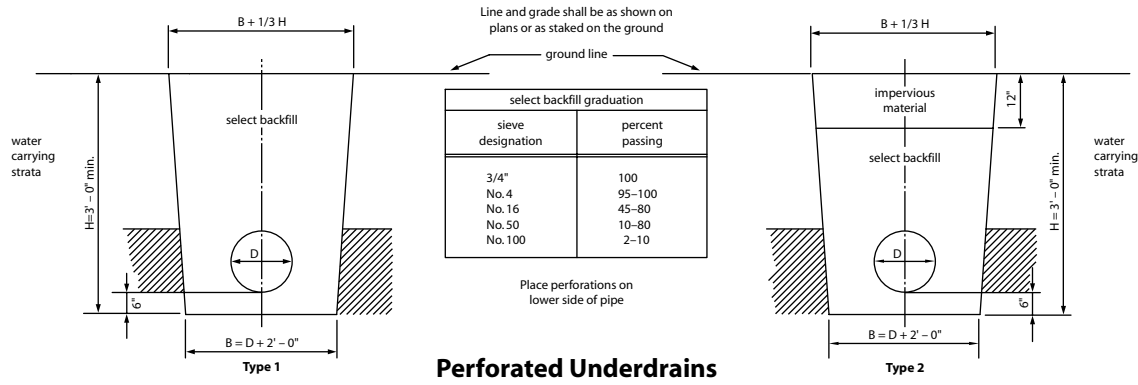 B + 1/3 H
Line and grade shall be as shown on
plans or as staked on the ground
ground line
B + 1/3 H
select backfill
water
carrying
strata
H=3' – 0" min.
D
6"
B = D + 2' – 0"
Type 1
select backfill graduation
sieve
designation
percent
passing
3/4" 100
No. 4 95–100
No. 16 45–80
No. 50 10–80
No. 100 2–10
Place perforations on
lower side of pipe
impervious
material
12"
select backfill
water
carrying
strata
H = 3' – 0" min.
D
6"
B = D + 2' – 0"
Type 2
Perforated Underdrains